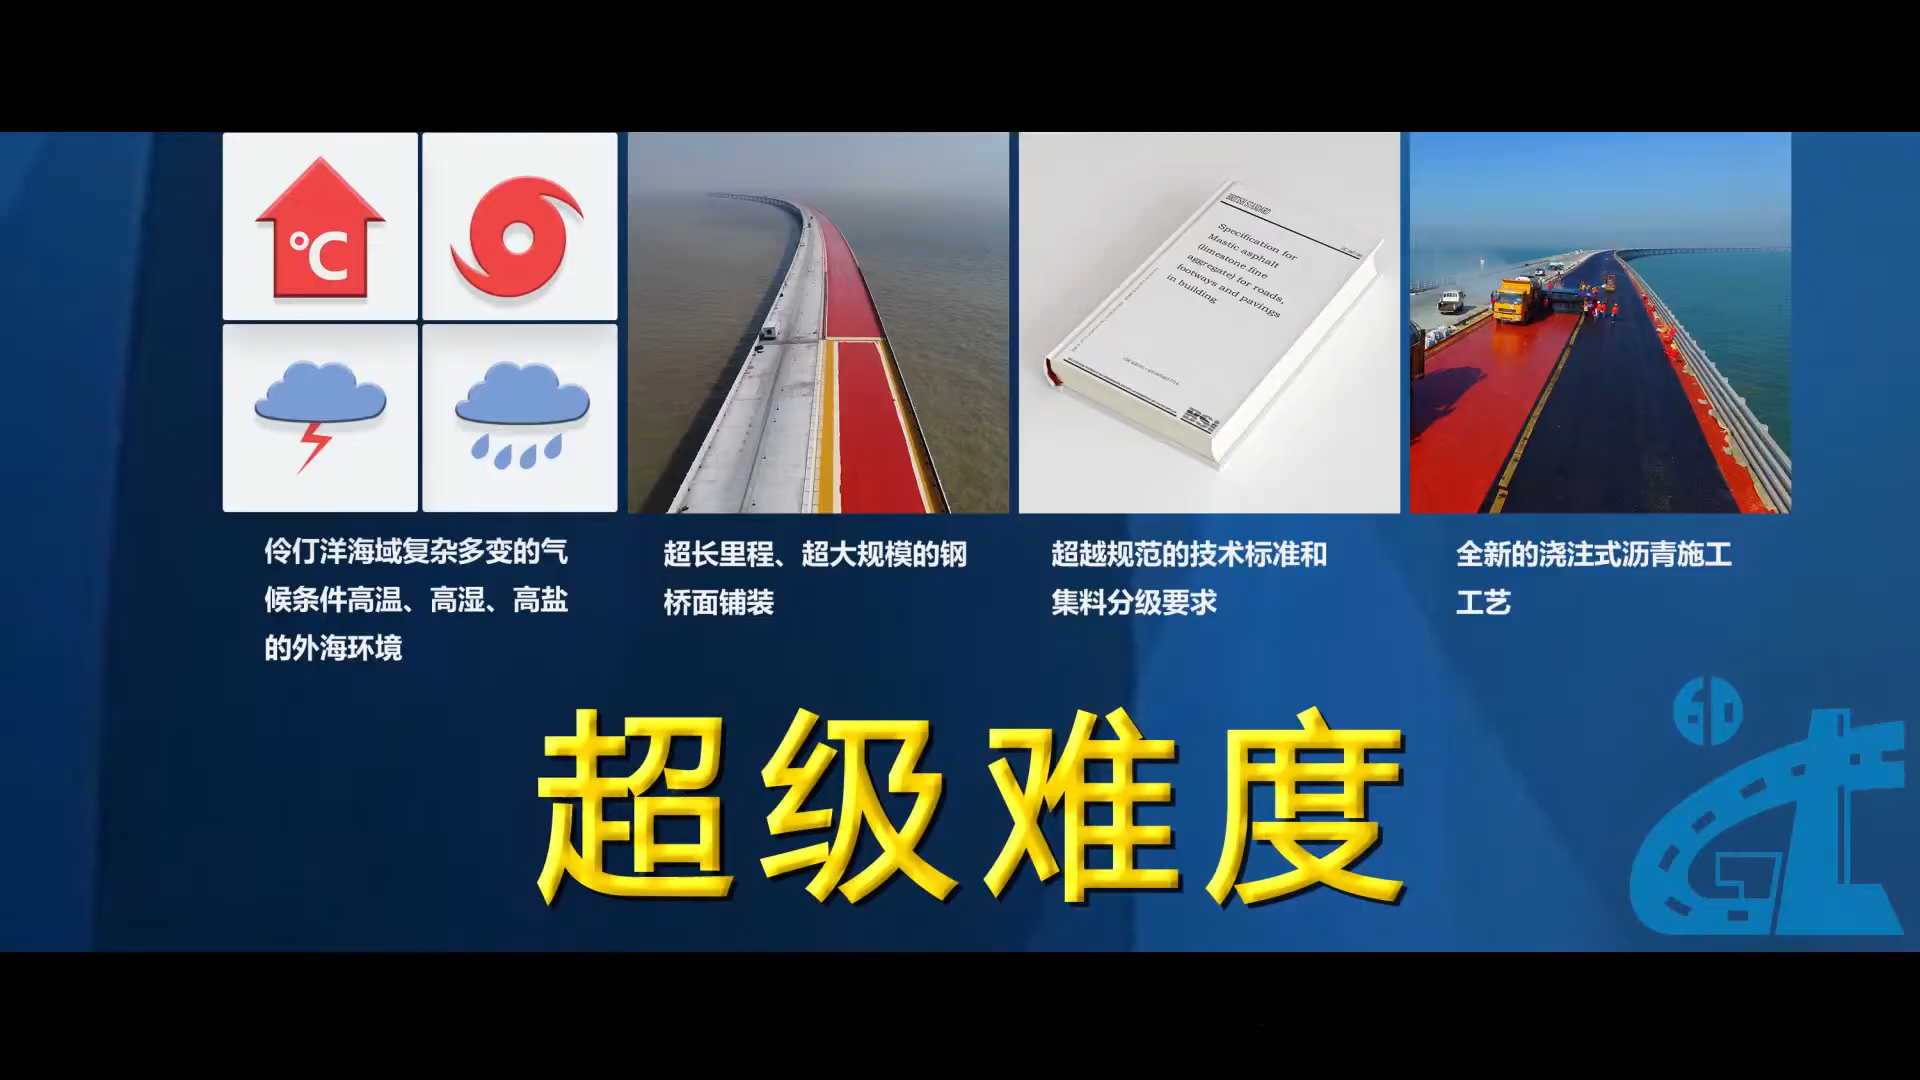 °C
BRITISH STANDARD
Specification for
Mastic asphalt
(limestone fine
aggregate) for roads,
footways and pavings
in building
BSi
伶仃洋海域复杂多变的气
候条件高温、高湿、高盐
的外海环境
超长里程、超大规模的钢
桥面铺装
超越规范的技术标准和
集料分级要求
全新的浇注式沥青施工
工艺
超级难度